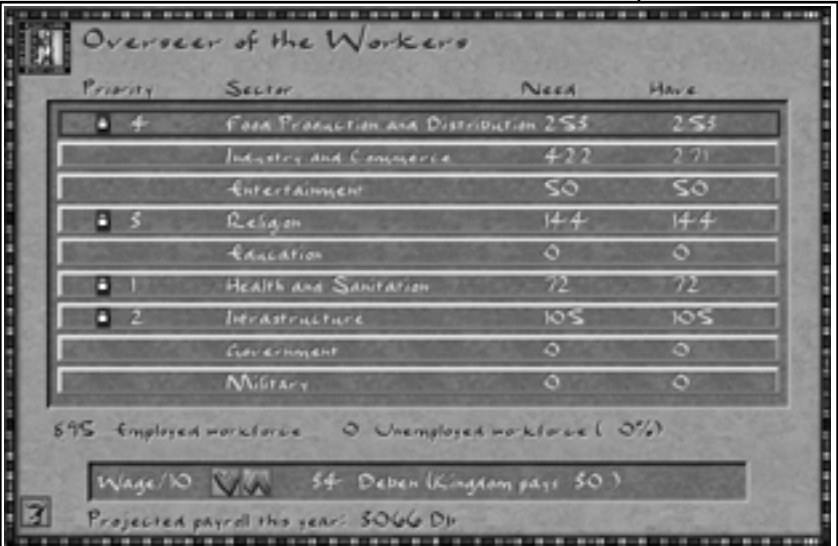 Overseer of the Workers
Priority Sector Need Have
4 Food Production and Distribution 253 253
Industry and Commerce 422 271
Entertainment 50 50
3 Religion 144 144
Education 0 0
1 Health and Sanitation 72 72
2 Infrastructure 105 105
Government 0 0
Military 0 0
895 Employed workforce 0 Unemployed workforce ( 0%)
Wage/10 34 Deben (Kingdom pays 30 )
? Projected payroll this year: 3066 Db